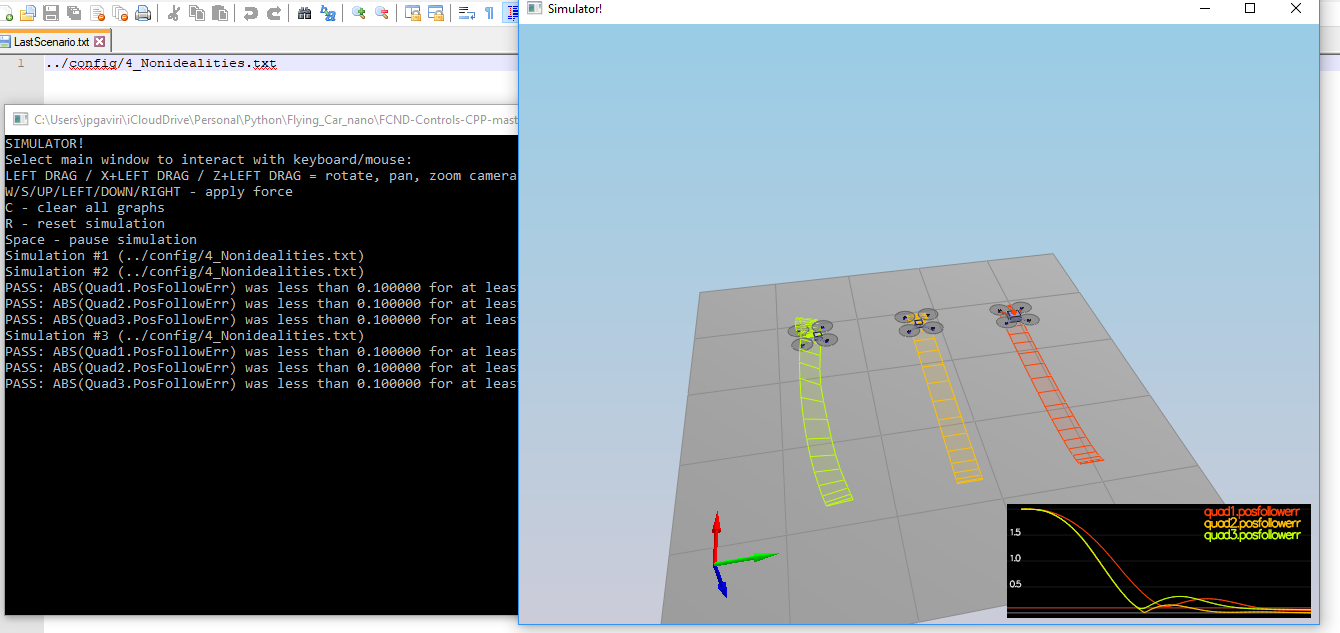 Simulator!
LastScenario.txt
1 ../config/4_Nonidealities.txt
C:\Users\jpgaviri\iCloudDrive\Personal\Python\Flying_Car_nano\FCND-Controls-CPP-mast
SIMULATOR!
Select main window to interact with keyboard/mouse:
LEFT DRAG / X+LEFT DRAG / Z+LEFT DRAG = rotate, pan, zoom camera
W/S/UP/LEFT/DOWN/RIGHT - apply force
C - clear all graphs
R - reset simulation
Space - pause simulation
Simulation #1 (../config/4_Nonidealities.txt)
Simulation #2 (../config/4_Nonidealities.txt)
PASS: ABS(Quad1.PosFollowErr) was less than 0.100000 for at leas
PASS: ABS(Quad2.PosFollowErr) was less than 0.100000 for at leas
PASS: ABS(Quad3.PosFollowErr) was less than 0.100000 for at leas
Simulation #3 (../config/4_Nonidealities.txt)
PASS: ABS(Quad1.PosFollowErr) was less than 0.100000 for at leas
PASS: ABS(Quad2.PosFollowErr) was less than 0.100000 for at leas
PASS: ABS(Quad3.PosFollowErr) was less than 0.100000 for at leas
quad1.posfollowerr
quad2.posfollowerr
quad3.posfollowerr
1.5
1.0
0.5